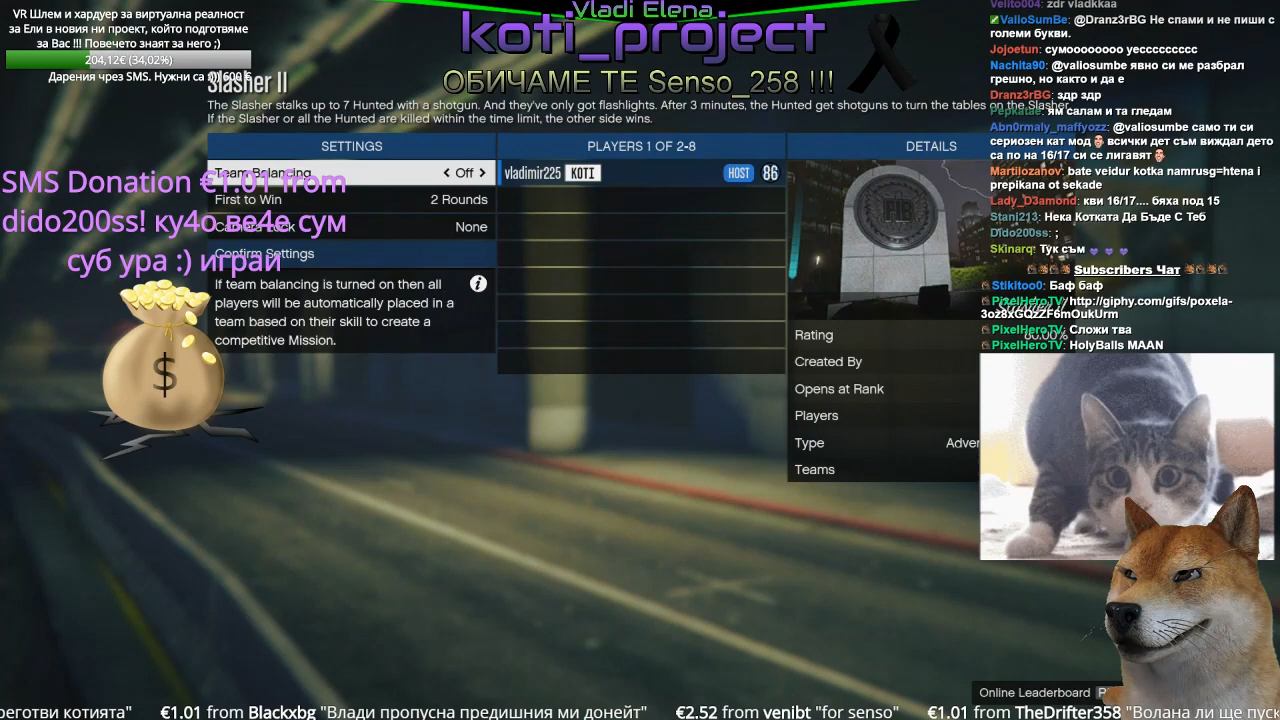 VR Шлем и хардуер за виртуална реалност
за Ели в новия ни проект, който подготвяме
за Вас !!! Повечето знаят за него ;)
204,12€ (34,02%)
Дарения чрез SMS. Нужни са
Vladi Elena
koti_project
ОБИЧАМЕ ТЕ Senso_258 !!!
Slasher II
The Slasher stalks up to 7 Hunted with a shotgun. And they've only got flashlights. After 3 minutes, the Hunted get shotguns to turn the tables on the Slasher.
If the Slasher or all the Hunted are killed within the time limit, the other side wins.
SETTINGS
Team Balancing
Off
First to Win
2 Rounds
Camera Lock
None
Confirm Settings
If team balancing is turned on then all
players will be automatically placed in a
team based on their skill to create a
competitive Mission.
SMS Donation €1.01 from
dido200ss! ку4о ве4е сум
суб ура :) играй
$
PLAYERS 1 OF 2-8
vladimir225 KOTI HOST 86
DETAILS
Rating
Created By
Opens at Rank
Players
Type
Adver
Teams
Velito004: zdr vladkkaa
ValioSumBe: @Dranz3rBG Не спами и не пиши с
големи букви.
Jojoetun: сумоооооооо уессссссссс
Nachita90: @valiosumbe явно си ме разбрал
грешно, но както и да е
Dranz3rBG: здр здр
Pepkatae: ям салам и та гледам
Abn0rmaly_maffyozz: @valiosumbe само ти си
сериозен кат мод всички дет съм виждал дето
са по на 16/17 си се лигавят
Martilozanov: bate veidur kotka namrusg=htena i
prepikana ot sekade
Lady_D3amond: кви 16/17.... бяха под 15
Stani213: Нека Котката Да Бъде С Теб
Dido200ss: ;
Skinarq: Тук съм
Subscribers Чат
Stikitoo0: Баф баф
PixelHeroTV: http://giphy.com/gifs/poxela-
3oz8xGQzZF6mOukUrm
PixelHeroTV: Сложи тва
PixelHeroTV: HolyBalls MAAN
Online Leaderboard
реготви котията"
€1.01 from Blackxbg "Влади пропусна предишния ми донейт"
€2.52 from venibt "for senso"
€1.01 from TheDrifter358 "Волана ли ще пуск